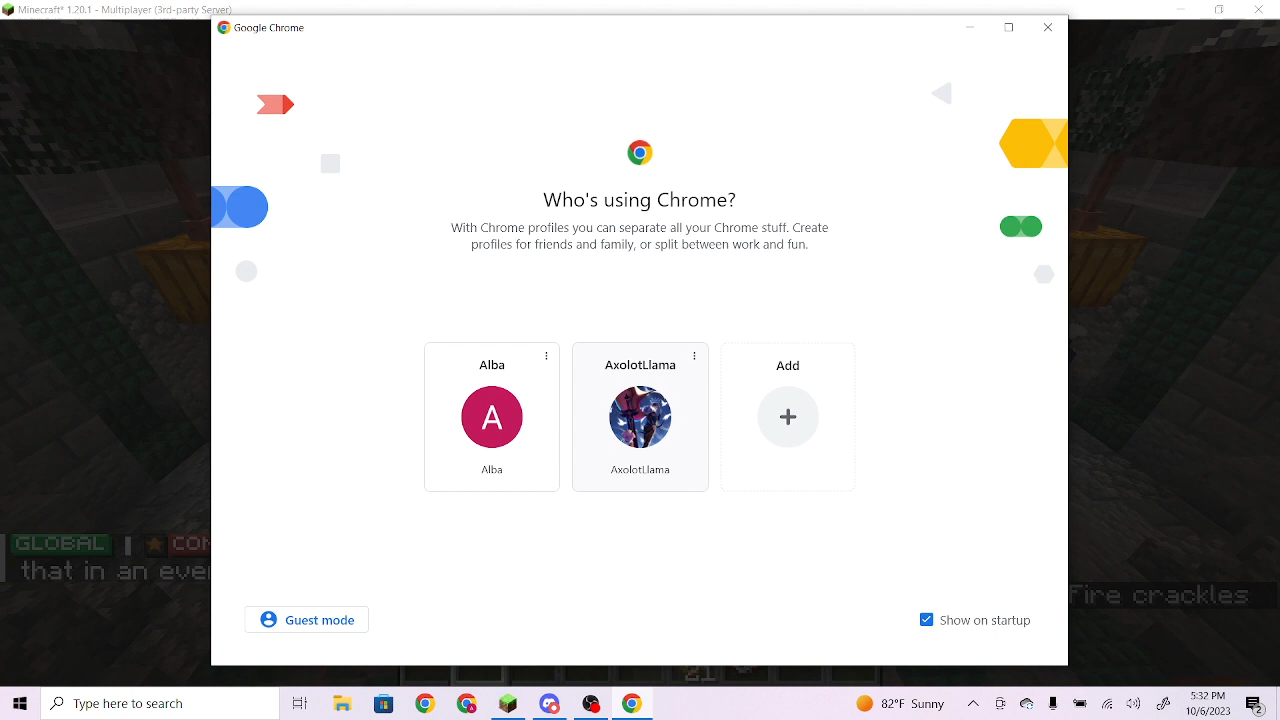 Minecraft* 1.20.1 - Multiplayer (3rd-party Server)
Google Chrome
Who's using Chrome?
With Chrome profiles you can separate all your Chrome stuff. Create
profiles for friends and family, or split between work and fun.
Alba
A
Alba
AxolotLlama
AxolotLlama
Add
GLOBAL
that in an
Fire crackles
Guest mode
Show on startup
21
Type here to search
A
82°F Sunny
5:32 PM
10/6/2023
2